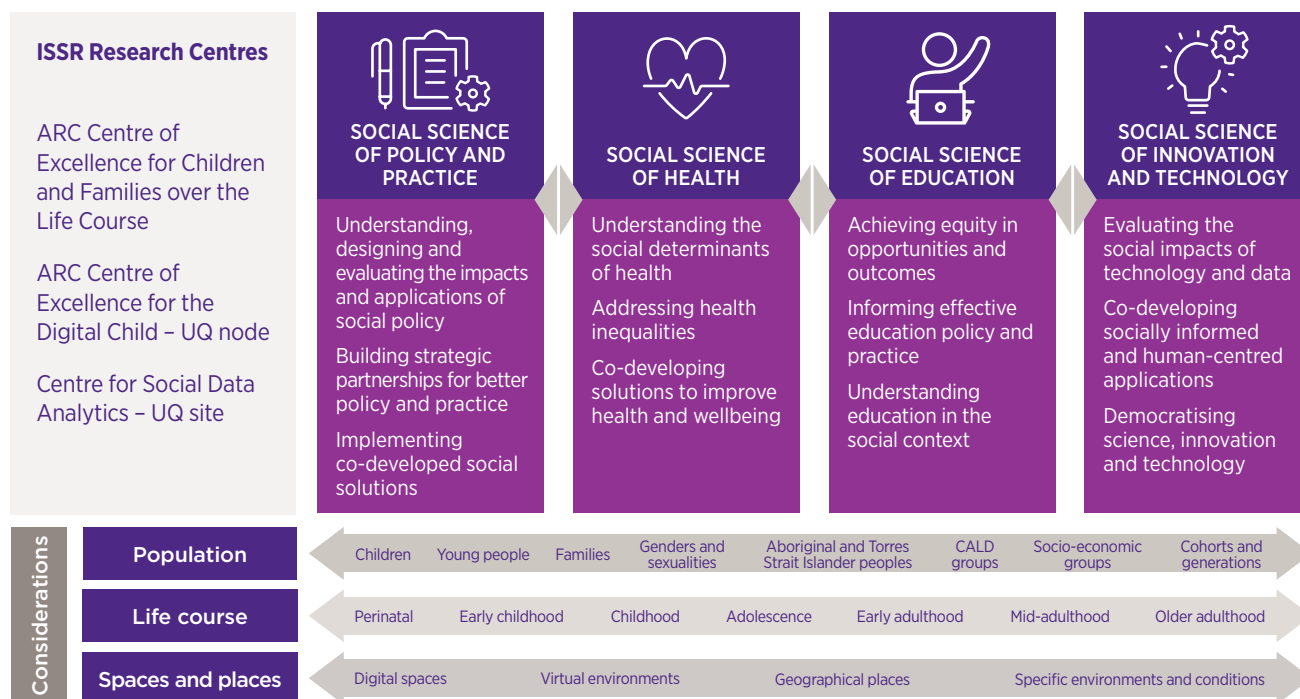 ISSR Research Centres
ARC Centre of
Excellence for Children
and Families over the
Life Course
ARC Centre of
Excellence for the
Digital Child – UQ node
Centre for Social Data
Analytics – UQ site
SOCIAL SCIENCE
OF POLICY AND
PRACTICE
Understanding,
designing and
evaluating the impacts
and applications of
social policy
Building strategic
partnerships for better
policy and practice
Implementing
co-developed social
solutions
SOCIAL SCIENCE
OF HEALTH
Understanding the
social determinants
of health
Addressing health
inequalities
Co-developing
solutions to improve
health and wellbeing
SOCIAL SCIENCE
OF EDUCATION
Achieving equity in
opportunities and
outcomes
Informing effective
education policy and
practice
Understanding
education in the
social context
SOCIAL SCIENCE
OF INNOVATION
AND TECHNOLOGY
Evaluating the
social impacts of
technology and data
Co-developing
socially informed
and human-centred
applications
Democratising
science, innovation
and technology
Considerations
Population
Children
Young people
Families
Genders and
sexualities
Aboriginal and Torres
Strait Islander peoples
CALD
groups
Socio-economic
groups
Cohorts and
generations
Life course
Perinatal
Early childhood
Childhood
Adolescence
Early adulthood
Mid-adulthood
Older adulthood
Spaces and places
Digital spaces
Virtual environments
Geographical places
Specific environments and conditions